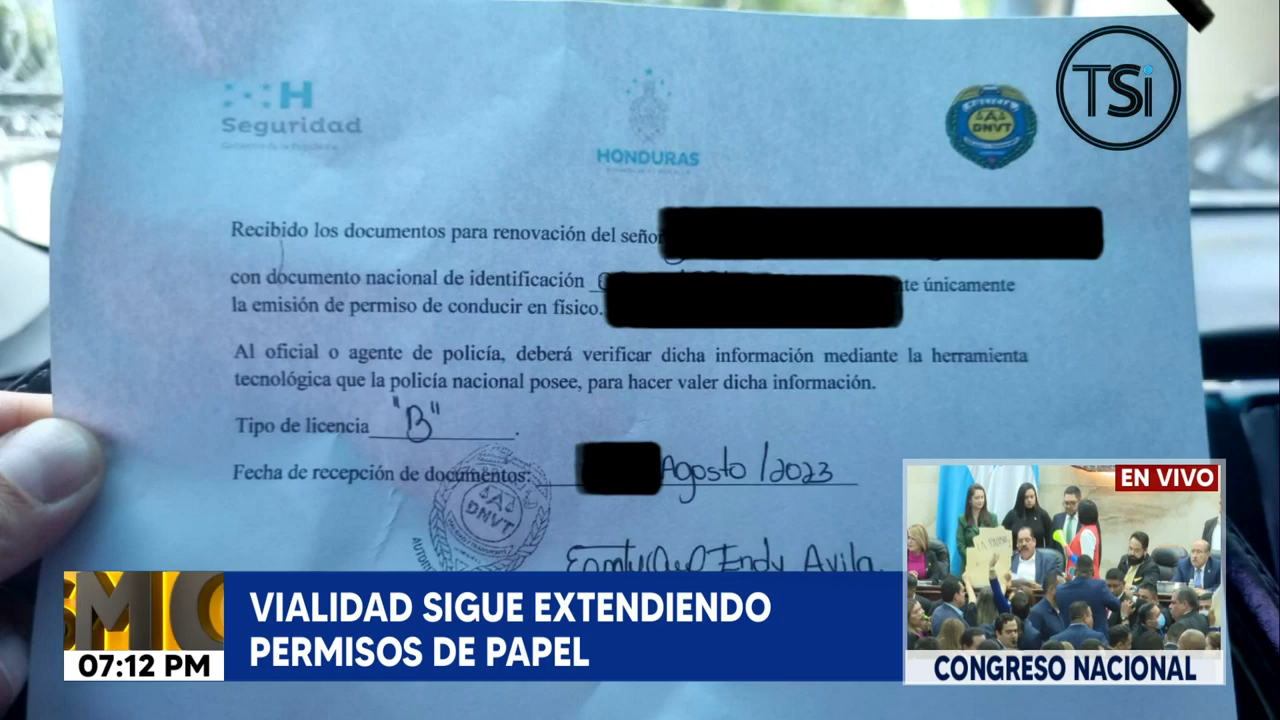 TSi
H
Seguridad
HONDURAS
DNVT
Recibido los documentos para renovación del señor
con documento nacional de identificación te únicamente
la emisión de permiso de conducir en físico.
Al oficial o agente de policía, deberá verificar dicha información mediante la herramienta
tecnológica que la policía nacional posee, para hacer valer dicha información.
Tipo de licencia "B".
Fecha de recepción de documentos: Agosto / 2023
DNVT
Endy Avila.
EN VIVO
MC
VIALIDAD SIGUE EXTENDIENDO
PERMISOS DE PAPEL
07:12 PM
CONGRESO NACIONAL